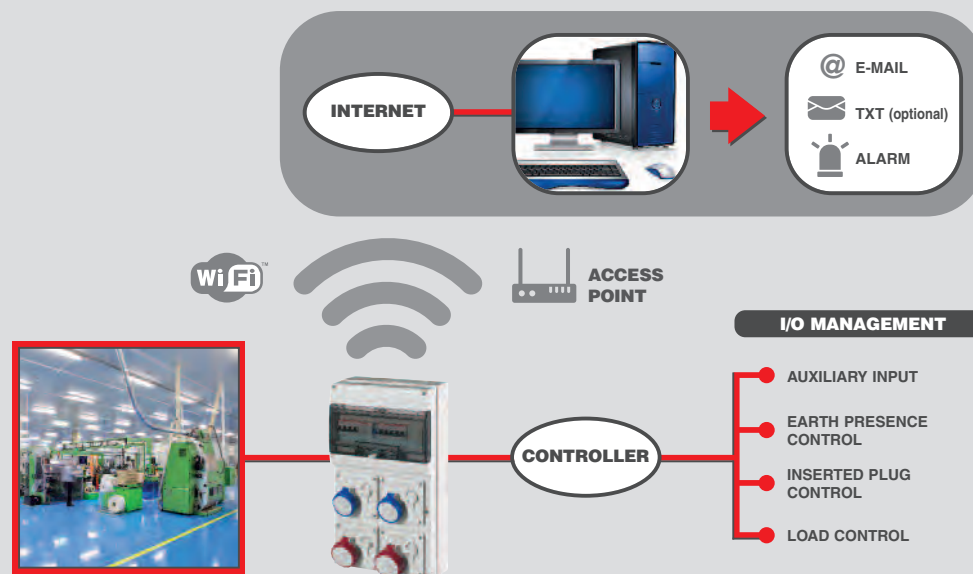 INTERNET
@ E-MAIL
TXT (optional)
ALARM
Wi Fi™
ACCESS
POINT
I/O MANAGEMENT
AUXILIARY INPUT
EARTH PRESENCE
CONTROL
CONTROLLER
INSERTED PLUG
CONTROL
LOAD CONTROL